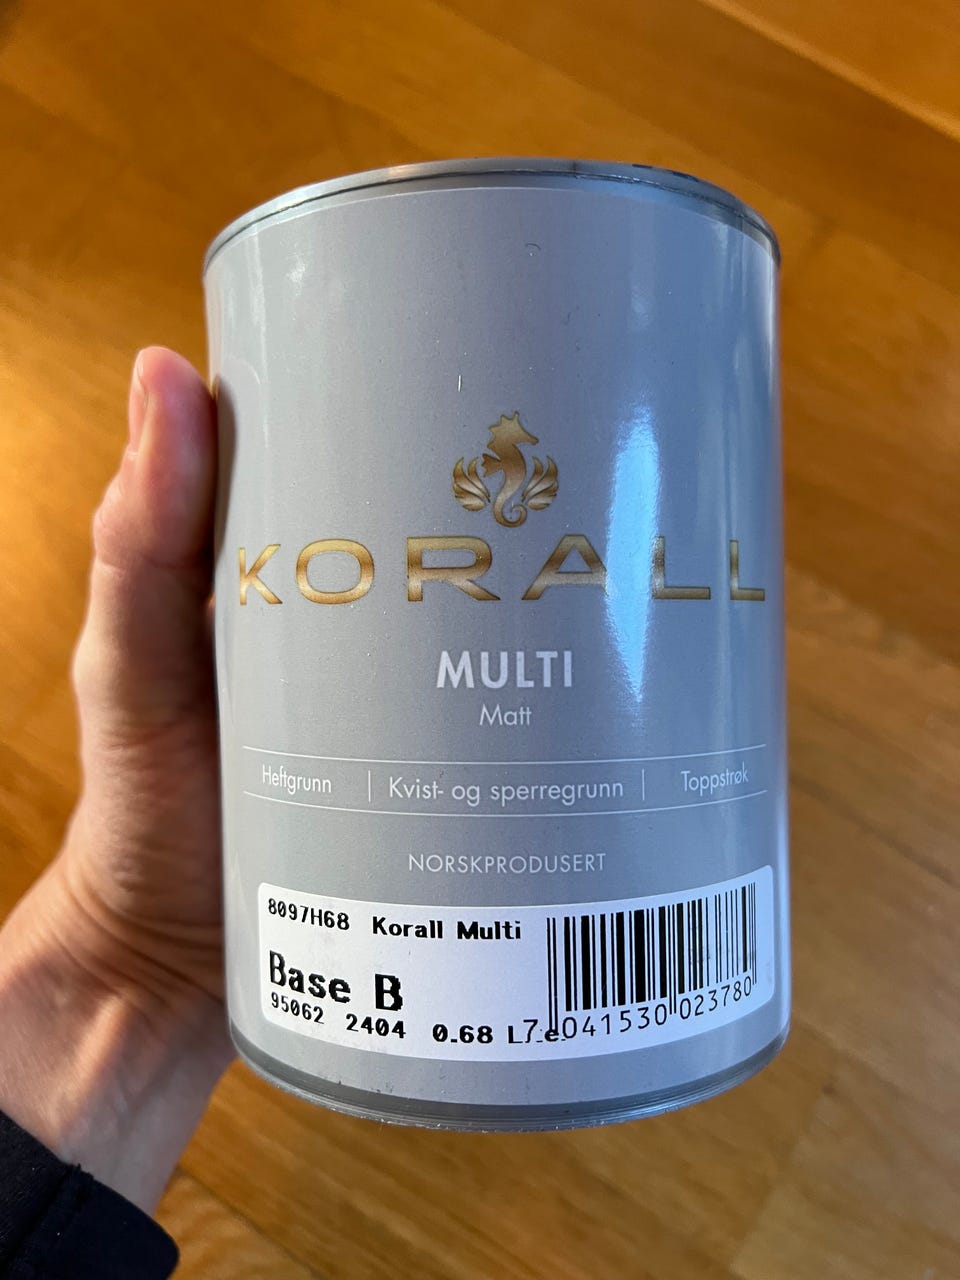 KORALL
MULTI
Matt
Heftgrunn | Kvist- og sperregrunn | Toppstrøk
NORSKPRODUSERT
8097H68 Korall Multi
Base B
95062 2404 0.68 L.e.
7 041530 023780